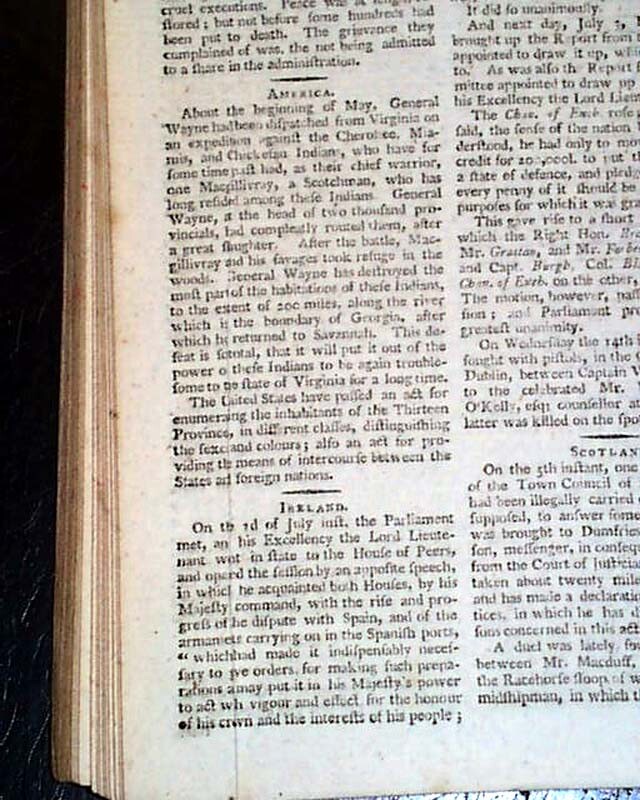 cruel executions. Peace was at length re-
ſtored; but not before ſome hundreds had
been put to death. The grievance they
complained of was, the not being admitted
to a ſhare in the adminiſtration.
AMERICA.
About the beginning of May, General
Wayne had been diſpatched from Virginia on
an expedition againſt the Cherokee, Mia-
mis, and Chickeſan Indians, who have for
ſome time paſt had, as their chief warrior,
one Macgillivray, a Scotchman, who has
long reſided among theſe Indians. General
Wayne, at the head of two thouſand pro-
vincials, had compleatly routed them, after
a great ſlaughter. After the battle, Mac-
gillivray and his ſavages took refuge in the
woods. General Wayne has deſtroyed the
moſt part of the habitations of theſe Indians,
to the extent of 200 miles, along the river
which is the boundary of Georgia, after
which he returned to Savannah. This de-
feat is ſo total, that it will put it out of the
power o theſe Indians to be again trouble-
ſome to he ſtate of Virginia for a long time.
The United States have paſſed an act for
enumerating the inhabitants of the Thirteen
Province, in different claſſes, diſtinguiſhing
the ſexes and colours; alſo an act for pro-
viding the means of intercourſe between the
States and foreign nations.
IRELAND.
On the 2d of July inſt. the Parliament
met, an his Excellency the Lord Lieute-
nant went in ſtate to the Houſe of Peers,
and opened the ſeſſion by an appoſite ſpeech,
in which he acquainted both Houſes, by his
Majeſty command, with the riſe and pro-
greſs of he diſpute with Spain, and of the
armaments carrying on in the Spaniſh ports,
" which had made it indiſpenſably neceſ-
ſary to give orders, for making ſuch prepa-
rations as may put it in his Majeſty's power
to act with vigour and effect for the honour
of his crown and the intereſts of his people;
It did ſo unanimouſly.
And next day, July 3,
brought up the Report from
appointed to draw it up,
to. As was alſo the Report
mittee appointed to draw up
his Excellency the Lord Lieut
The Chan. of Exch. roſe
ſaid, the ſenſe of the nation
derſtood, he had only to mov
credit for 200,000l. to put t
a ſtate of defence, and pledg
every penny of it ſhould be
purpoſes for which it was gra
This gave riſe to a ſhort
which the Right Hon.
Mr. Grattan, and Mr. Forbe
and Capt. Burgh, Col. Bl
Chan. of Exch. on the other,
The motion, however, paſſ
ſion; and Parliament pro
greateſt unanimity.
On Wedneſday the 14th i
fought with piſtols, in the
Dublin, between Captain
to the celebrated Mr.
O'Kelly, eſq; counſellor at
latter was killed on the ſpot
SCOTLAN
On the 5th inſtant, one
of the Town Council of
had been illegally carried
ſuppoſed, to anſwer ſome
was brought to Dumfries
ſon, meſſenger, in conſeq
from the Court of Juſticia
taken about twenty mile
and has made a declaratio
tices, in which he has
ſons concerned in this act
A duel was lately fou
between Mr. Macduff,
the Racehorſe ſloop of w
midſhipman, in which t